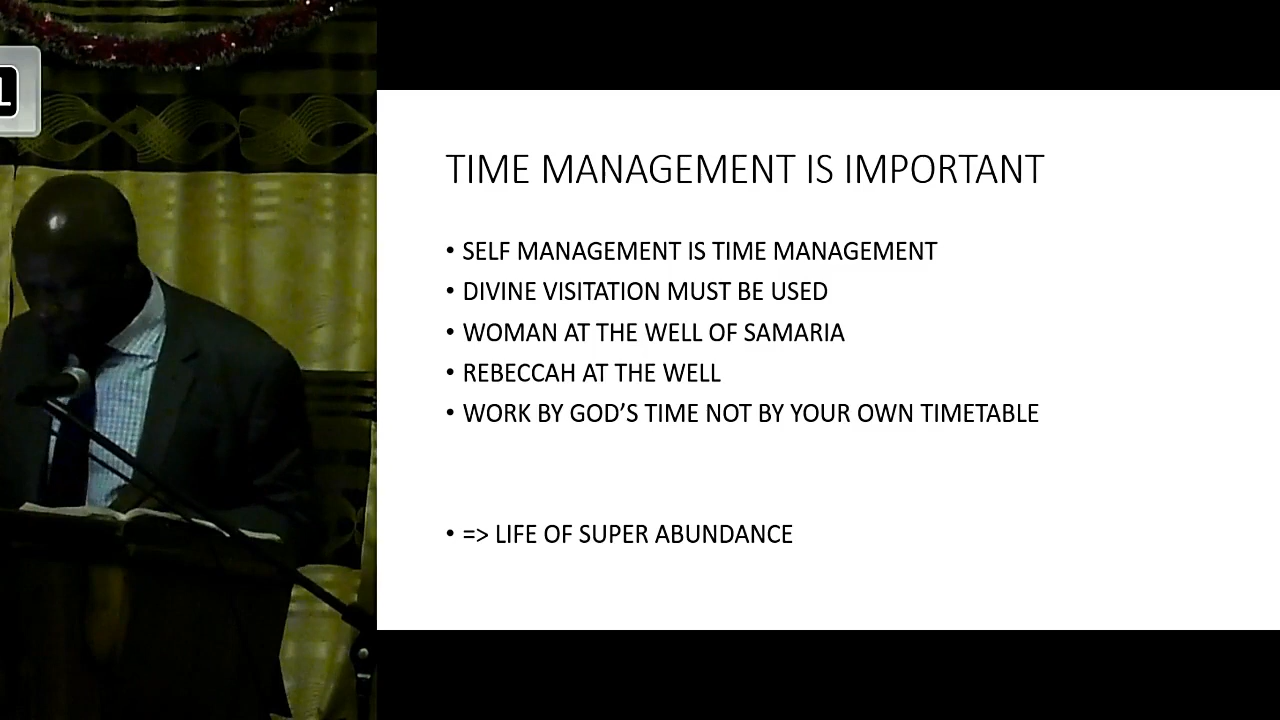 TIME MANAGEMENT IS IMPORTANT
• SELF MANAGEMENT IS TIME MANAGEMENT
• DIVINE VISITATION MUST BE USED
• WOMAN AT THE WELL OF SAMARIA
• REBECCAH AT THE WELL
• WORK BY GOD’S TIME NOT BY YOUR OWN TIMETABLE
• => LIFE OF SUPER ABUNDANCE